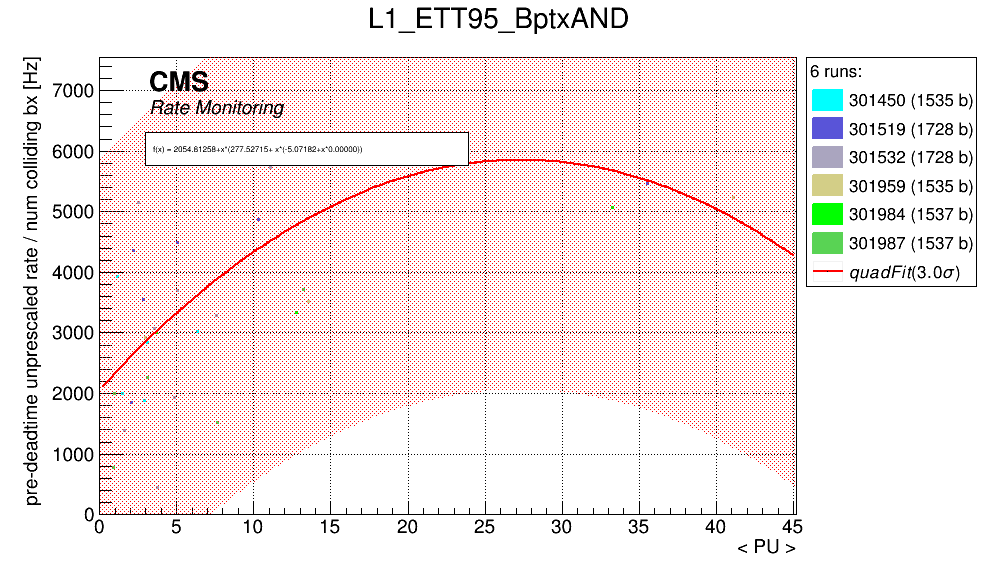 L1_ETT95_BptxAND
pre-deadtime unprescaled rate / num colliding bx [Hz]
CMS
Rate Monitoring
f(x) = 2054.81258+x*(277.52715+ x*(-5.07182+x*0.00000))
7000
6000
5000
4000
3000
2000
1000
0
0 5 10 15 20 25 30 35 40 45
< PU >
6 runs:
301450 (1535 b)
301519 (1728 b)
301532 (1728 b)
301959 (1535 b)
301984 (1537 b)
301987 (1537 b)
quadFit(3.0σ)